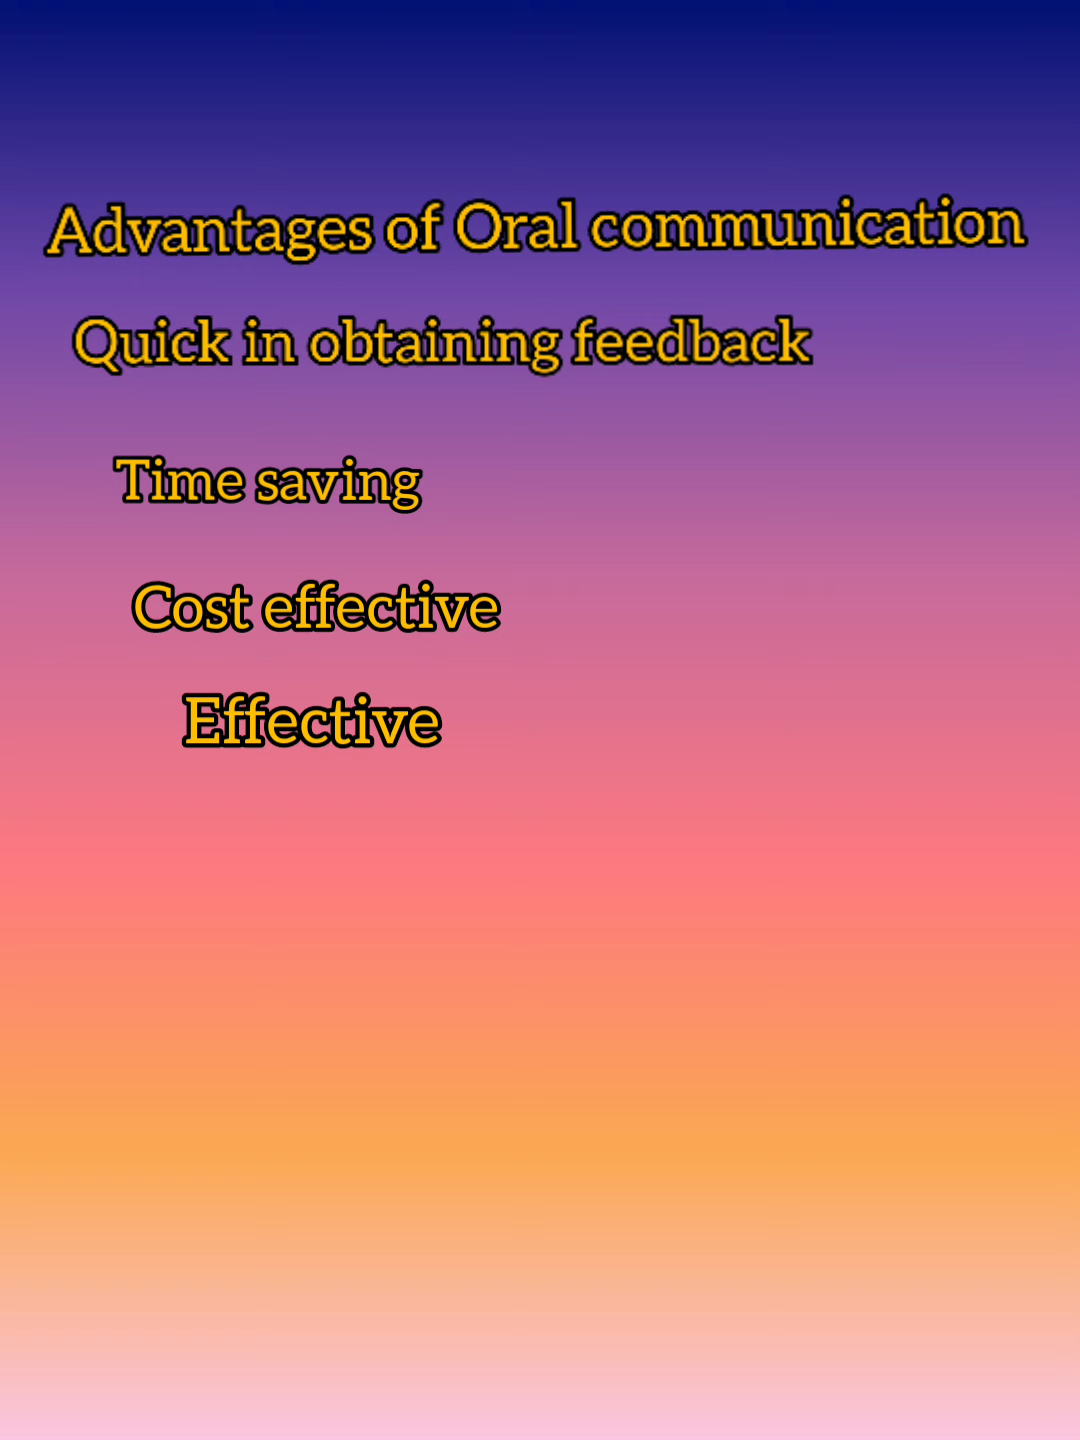 Advantages of Oral communication
Quick in obtaining feedback
Time saving
Cost effective
Effective